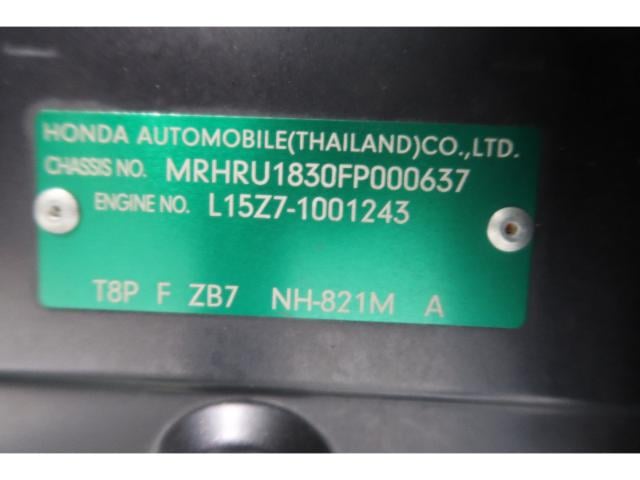 HONDA AUTOMOBILE(THAILAND)CO.,LTD.
CHASSIS NO. MRHRU1830FP000637
ENGINE NO. L15Z7-1001243
T8P F ZB7 NH-821M A